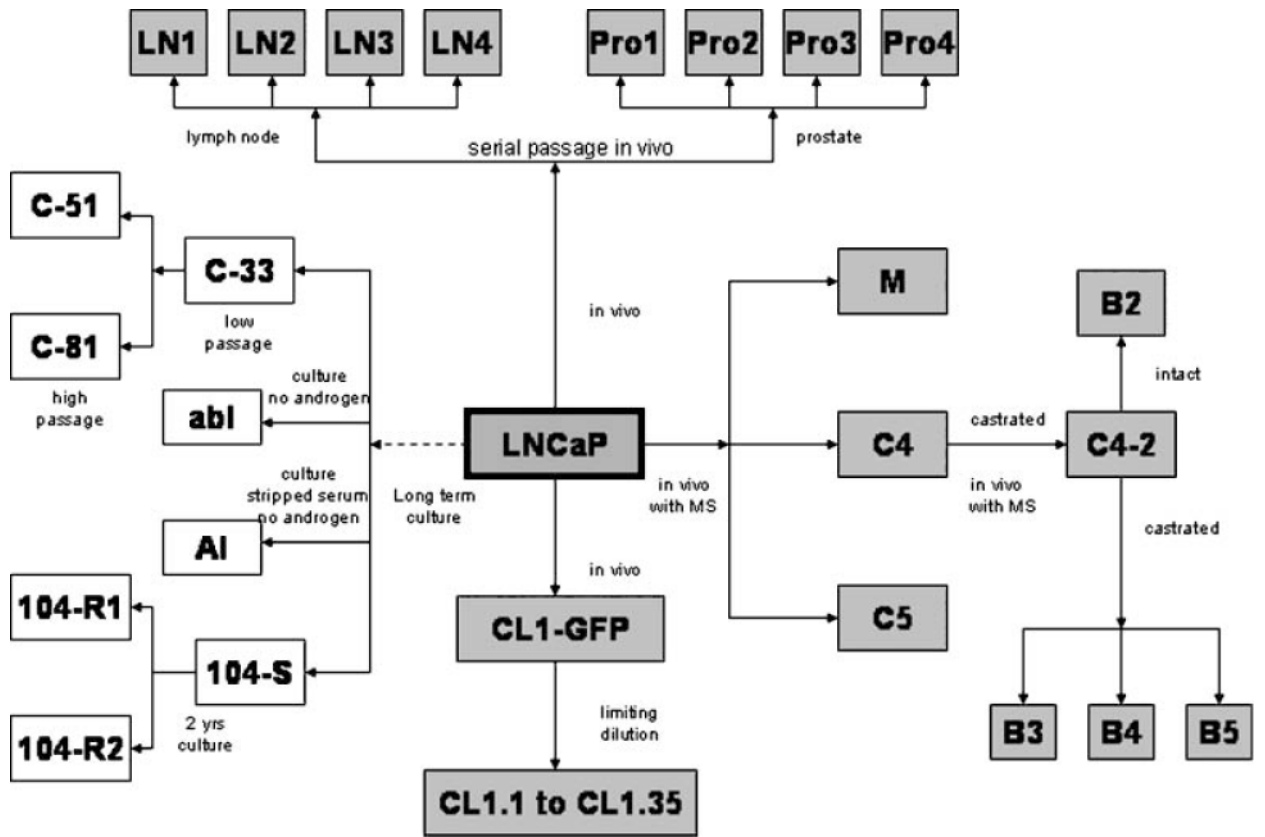 LN1 LN2 LN3 LN4 Pro1 Pro2 Pro3 Pro4
lymph node
prostate
serial passage in vivo
C-51
C-33
C-81
low
passage
high
passage
in vivo
M
B2
intact
culture
no androgen
abl
LNCaP
castrated
C4
C4-2
in vivo
with MS
in vivo
with MS
culture
stripped serum
no androgen
Long term
culture
castrated
AI
in vivo
104-R1
CL1-GFP
C5
104-S
104-R2
2 yrs
culture
limiting
dilution
B3 B4 B5
CL1.1 to CL1.35